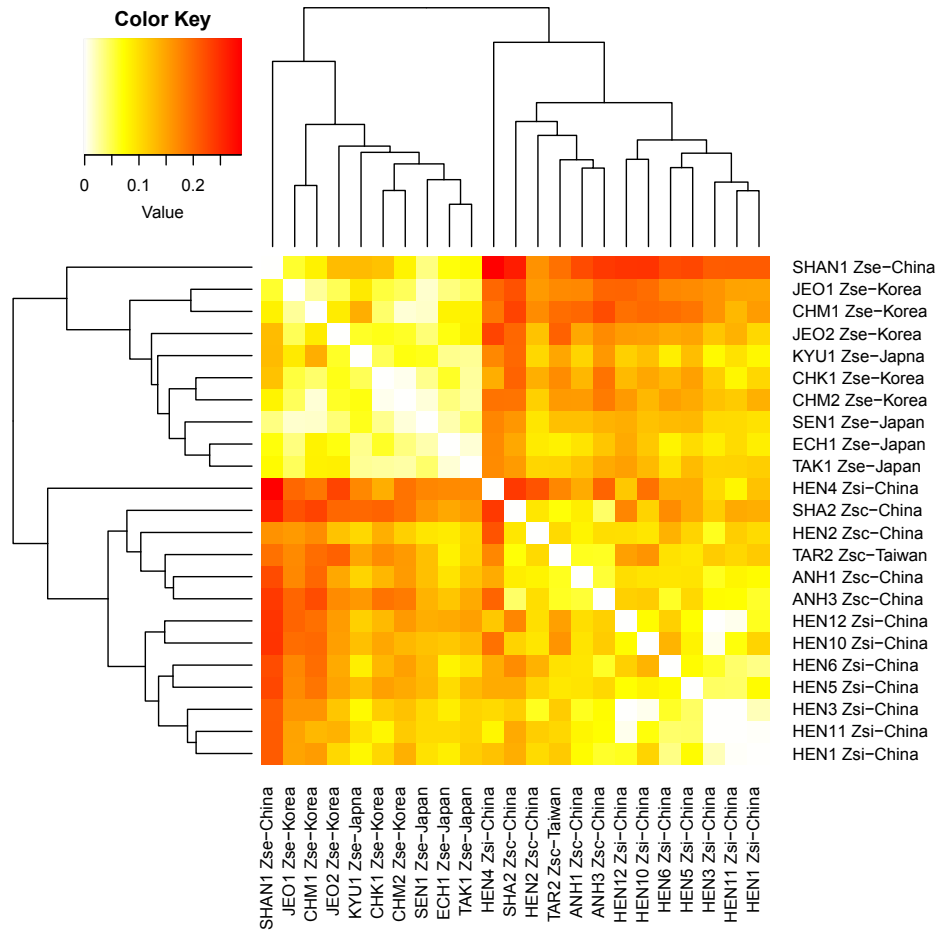 Color Key
0 0.1 0.2
Value
SHAN1 Zse−China
JEO1 Zse−Korea
CHM1 Zse−Korea
JEO2 Zse−Korea
KYU1 Zse−Japna
CHK1 Zse−Korea
CHM2 Zse−Korea
SEN1 Zse−Japan
ECH1 Zse−Japan
TAK1 Zse−Japan
HEN4 Zsi−China
SHA2 Zsc−China
HEN2 Zsc−China
TAR2 Zsc−Taiwan
ANH1 Zsc−China
ANH3 Zsc−China
HEN12 Zsi−China
HEN10 Zsi−China
HEN6 Zsi−China
HEN5 Zsi−China
HEN3 Zsi−China
HEN11 Zsi−China
HEN1 Zsi−China
SHAN1 Zse−China
JEO1 Zse−Korea
CHM1 Zse−Korea
JEO2 Zse−Korea
KYU1 Zse−Japna
CHK1 Zse−Korea
CHM2 Zse−Korea
SEN1 Zse−Japan
ECH1 Zse−Japan
TAK1 Zse−Japan
HEN4 Zsi−China
SHA2 Zsc−China
HEN2 Zsc−China
TAR2 Zsc−Taiwan
ANH1 Zsc−China
ANH3 Zsc−China
HEN12 Zsi−China
HEN10 Zsi−China
HEN6 Zsi−China
HEN5 Zsi−China
HEN3 Zsi−China
HEN11 Zsi−China
HEN1 Zsi−China